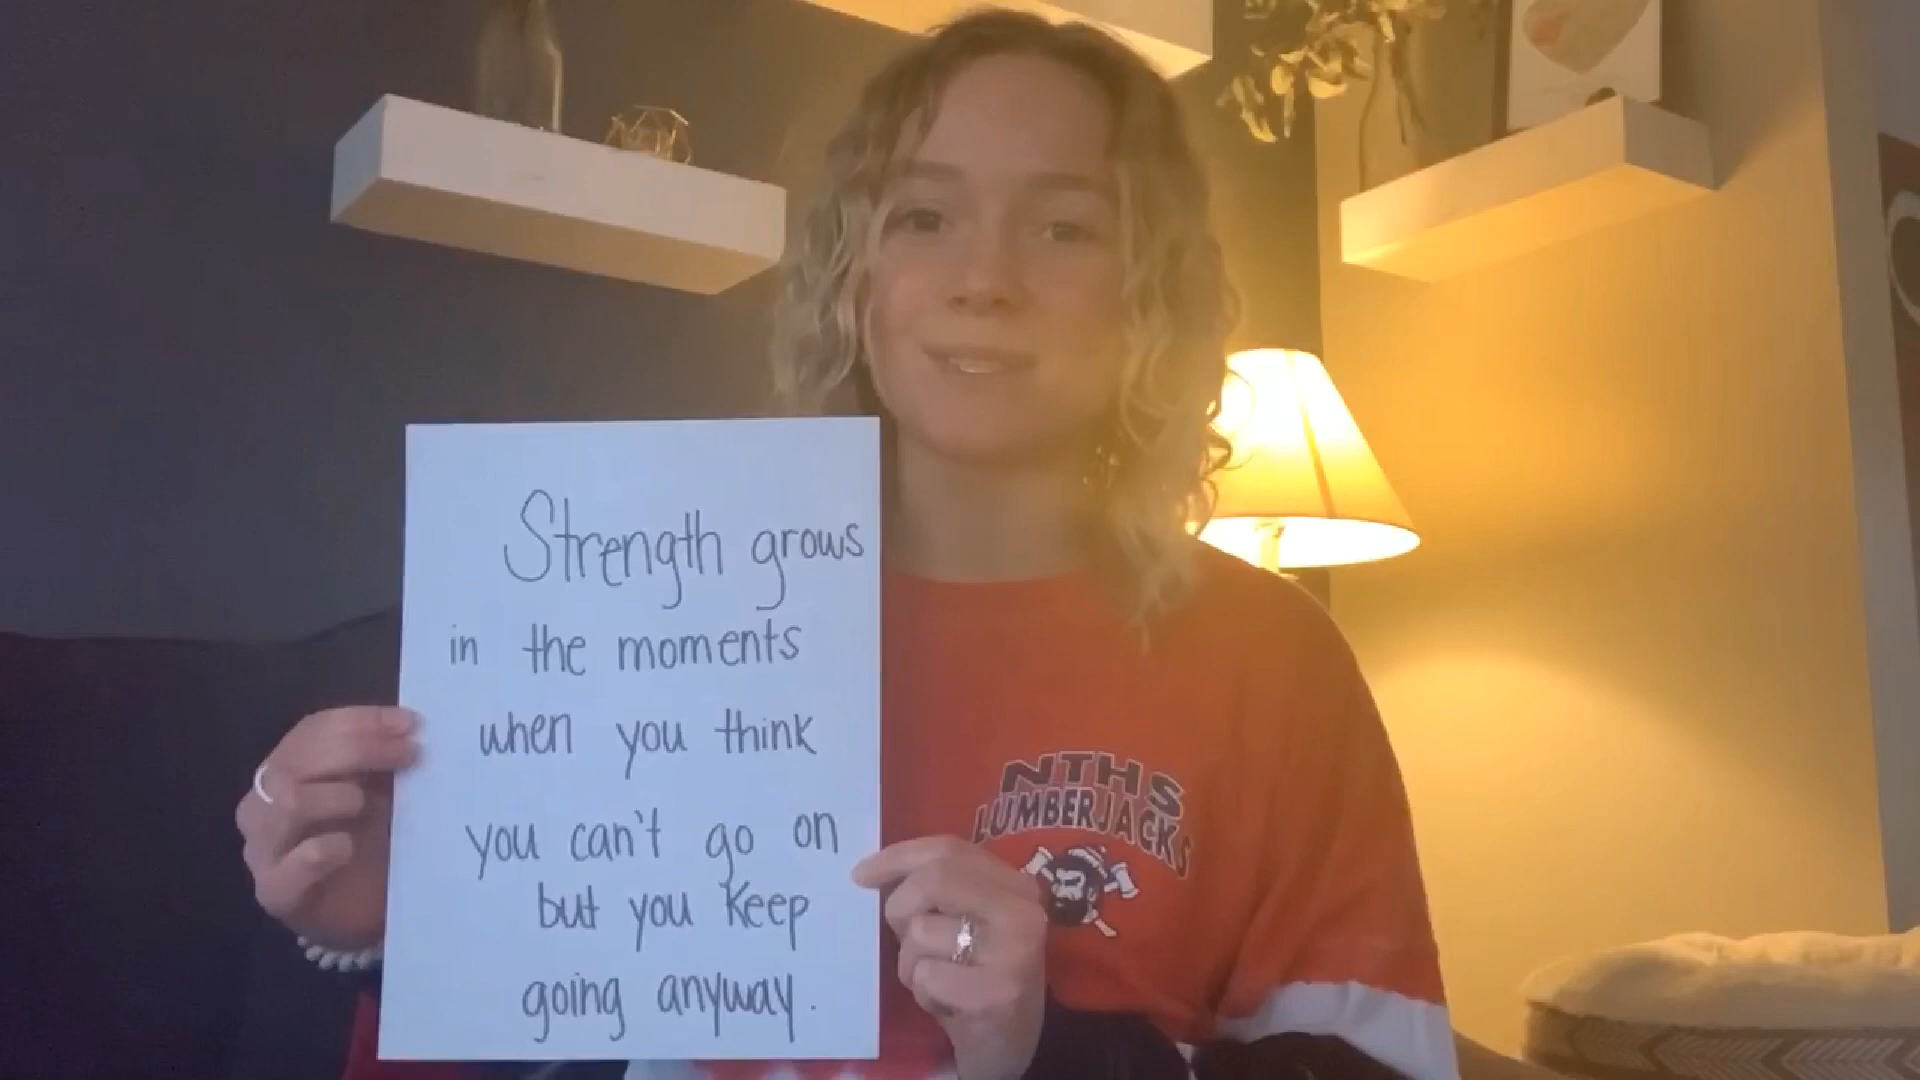 Strength grows
in the moments
when you think
you can't go on
but you keep
going anyway.
NTHS
LUMBERJACKS